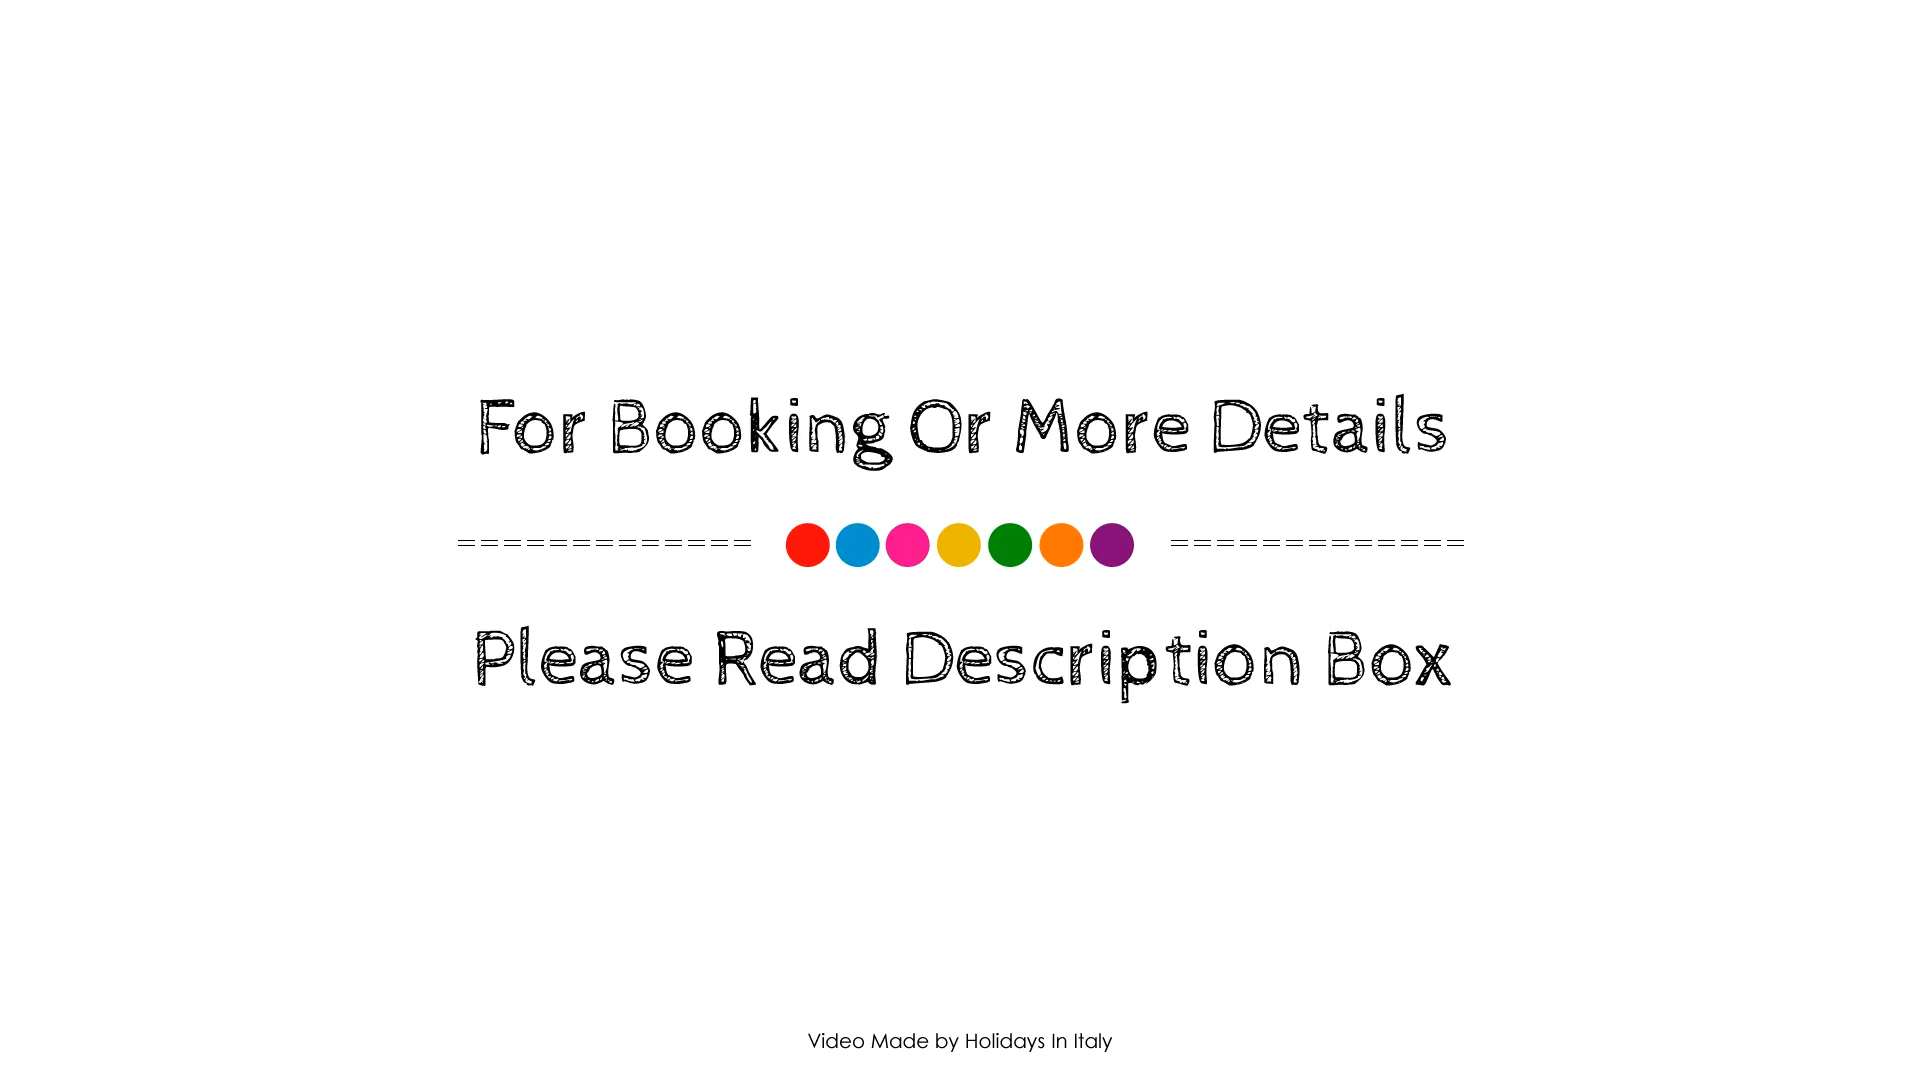 For Booking Or More Details
============= =============
Please Read Description Box
Video Made by Holidays In Italy